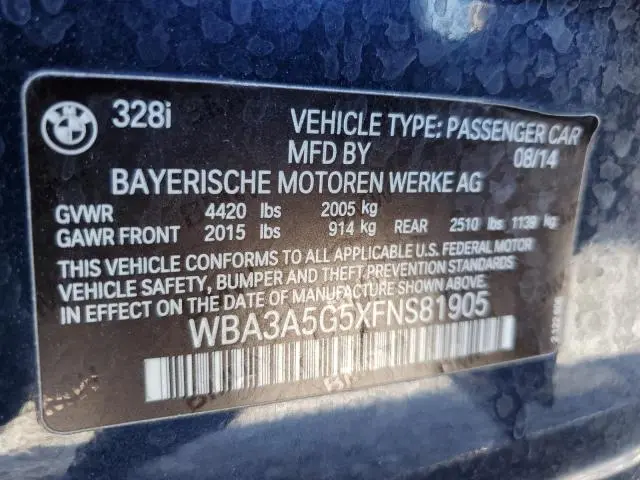 BMW
328i
VEHICLE TYPE: PASSENGER CAR
MFD BY 08/14
BAYERISCHE MOTOREN WERKE AG
GVWR 4420 lbs 2005 kg
GAWR FRONT 2015 lbs 914 kg REAR 2510 lbs 1139 kg
THIS VEHICLE CONFORMS TO ALL APPLICABLE U.S. FEDERAL MOTOR
VEHICLE SAFETY, BUMPER AND THEFT PREVENTION STANDARDS
IN EFFECT ON THE DATE OF MANUFACTURE SHOWN ABOVE.
WBA3A5G5XFNS81905